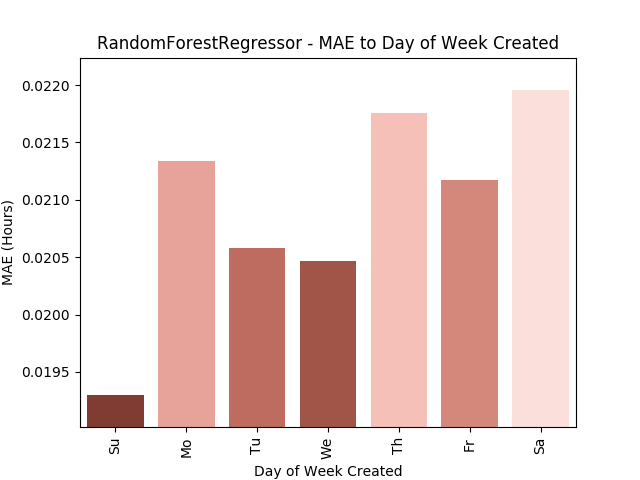 RandomForestRegressor - MAE to Day of Week Created
MAE (Hours)
0.0220
0.0215
0.0210
0.0205
0.0200
0.0195
Su
Mo
Tu
We
Th
Fr
Sa
Day of Week Created